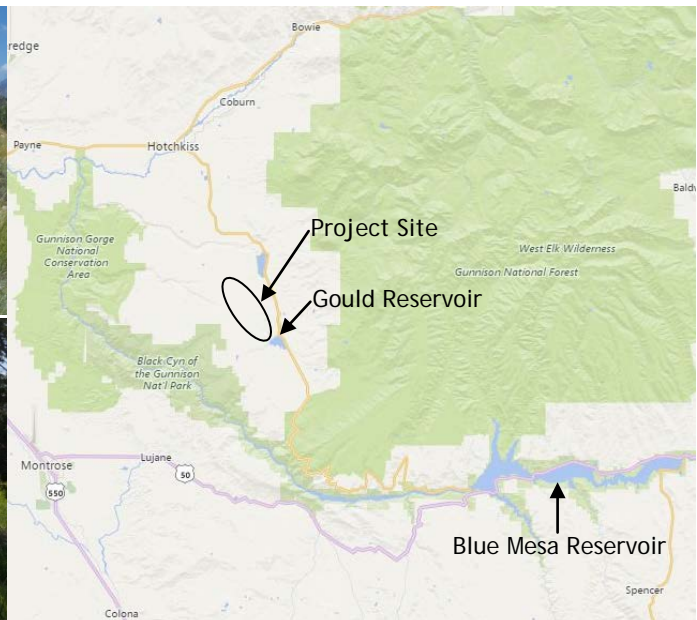 Bowie
redge
Coburn
Payne
Hotchkiss
Baldw
Project Site
Gunnison Gorge
National
Conservation
Area
West Elk Wilderness
Gunnison National Forest
Gould Reservoir
Black Cyn of
the Gunnison
Nat'l Park
Montrose
Lujane
50
550
Blue Mesa Reservoir
Spencer
Colona